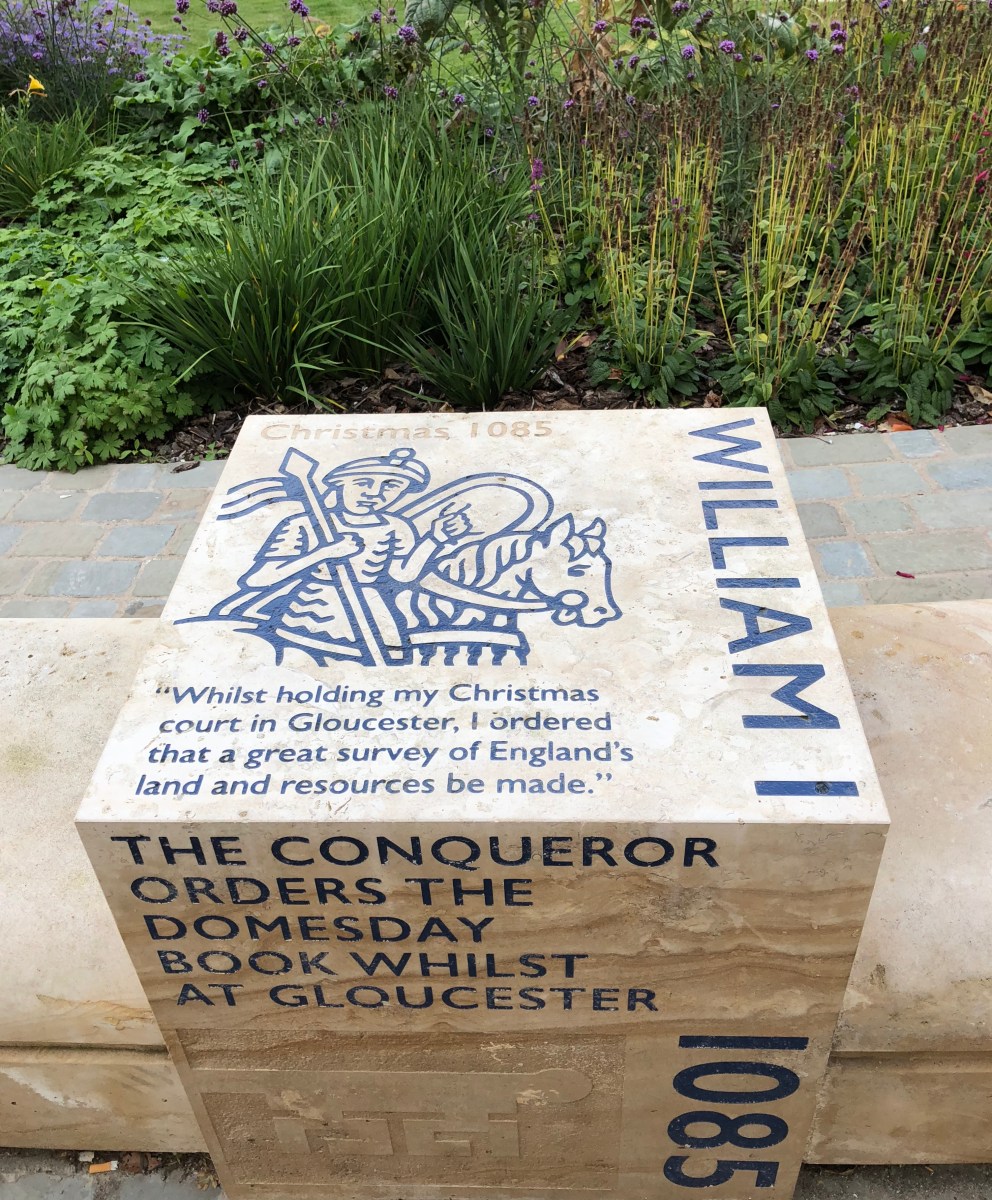 Christmas 1085
WILLIAM I
“Whilst holding my Christmas
court in Gloucester, I ordered
that a great survey of England’s
land and resources be made.”
THE CONQUEROR
ORDERS THE
DOMESDAY
BOOK WHILST
AT GLOUCESTER
1085